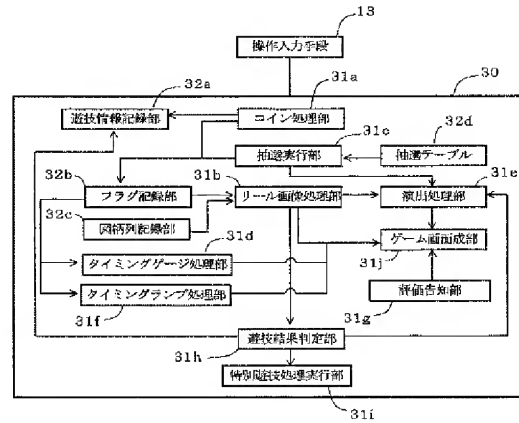 13
操作入力手段
30
32a
31a
遊技情報記録部
コイン処理部
31c
32d
抽選実行部
抽選テーブル
32b
31b
31e
フラグ記録部
リール画像処理部
演出処理部
32c
図柄列記録部
31d
ゲーム画面成部
タイミングゲージ処理部
31j
タイミングランプ処理部
評価告知部
31f
31g
遊技結果判定部
31h
特別遊技処理実行部
31i